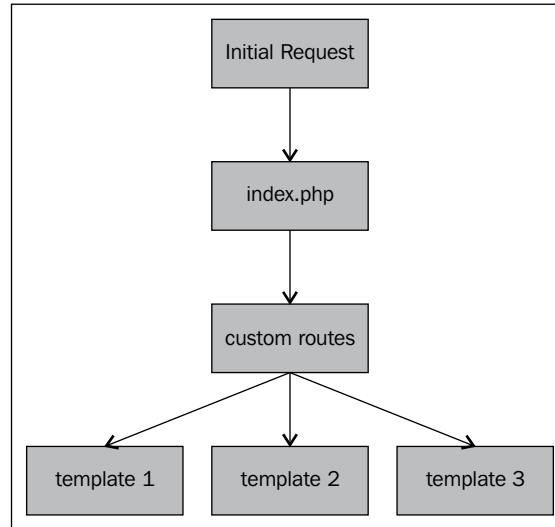 Initial Request
index.php
custom routes
template 1
template 2
template 3